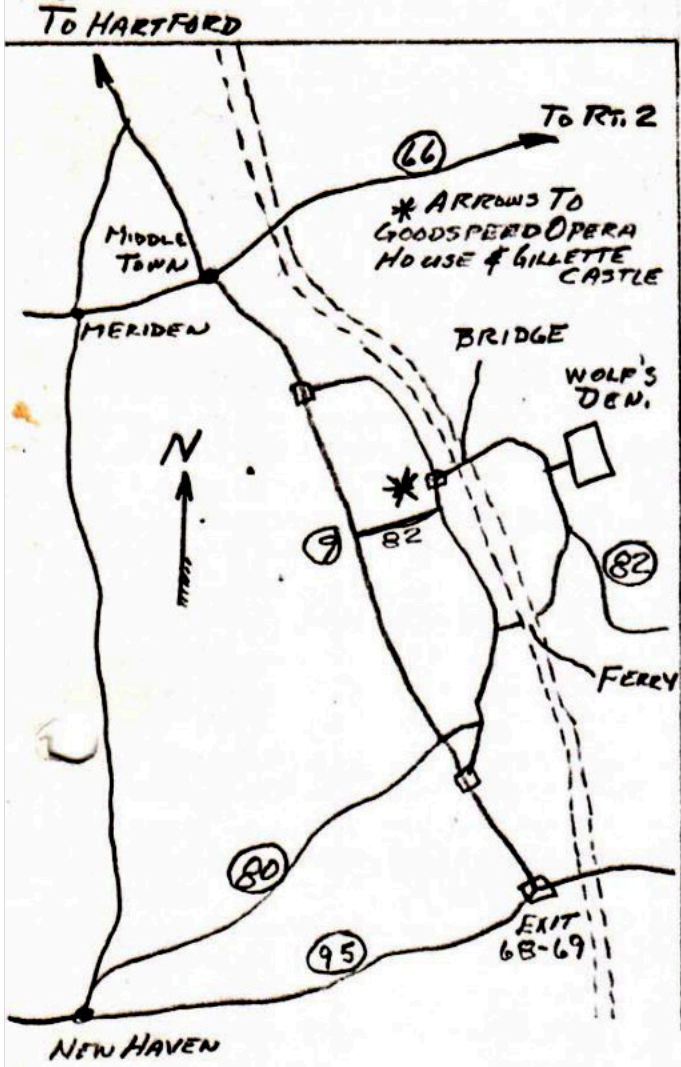 TO HARTFORD
TO RT. 2
66
* ARROWS TO
GOODSPEED OPERA
HOUSE & GILLETTE
CASTLE
MIDDLE
TOWN
MERIDEN
BRIDGE
WOLF'S
DEN.
N
9
82
82
FERRY
80
95
EXIT
68-69
NEW HAVEN